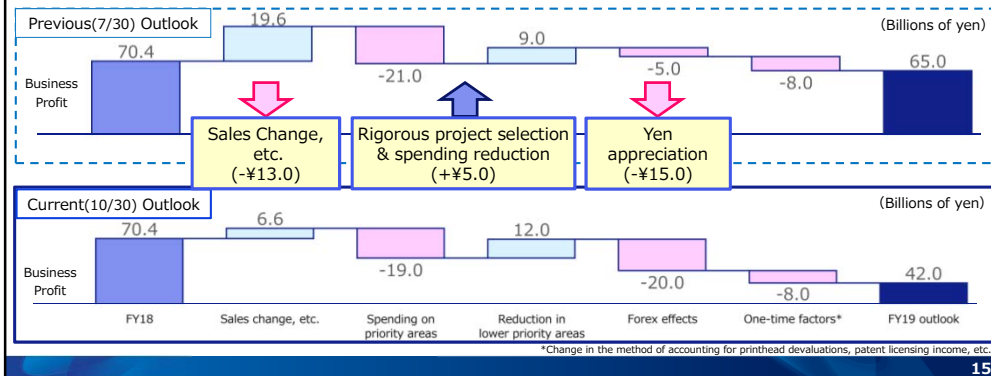 Previous(7/30) Outlook
(Billions of yen)
Business
Profit
70.4
19.6
-21.0
9.0
-5.0
-8.0
65.0
Sales Change,
etc.
(-¥13.0)
Rigorous project selection
& spending reduction
(+¥5.0)
Yen
appreciation
(-¥15.0)
Current(10/30) Outlook
(Billions of yen)
Business
Profit
70.4
6.6
-19.0
12.0
-20.0
-8.0
42.0
FY18
Sales change, etc.
Spending on
priority areas
Reduction in
lower priority areas
Forex effects
One-time factors*
FY19 outlook
*Change in the method of accounting for printhead devaluations, patent licensing income, etc.
15